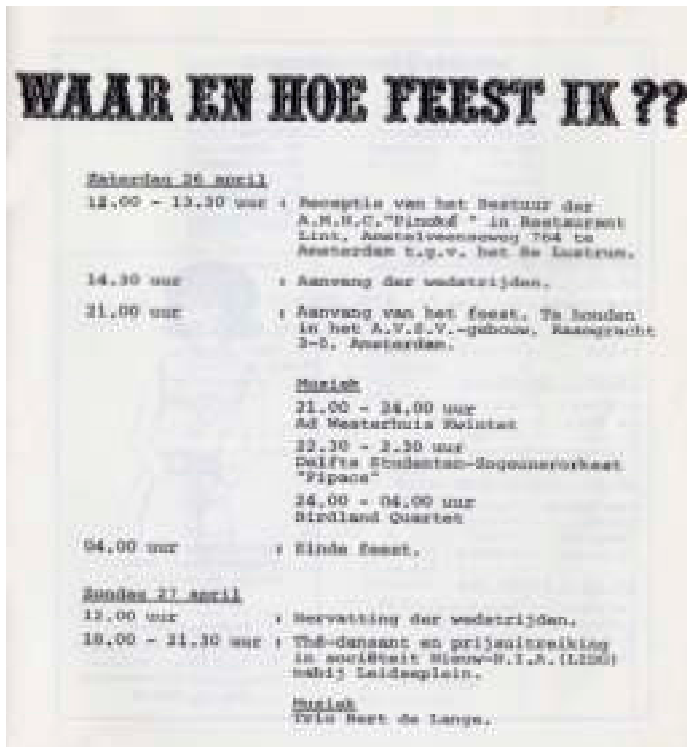 WAAR EN HOE FEEST IK ??
Zaterdag 26 april
12.00 - 13.30 uur : Receptie van het Bestuur der
A.M.H.C. "Pinoké" in Restaurant
Lint, Amstelveenseweg 764 te
Amsterdam t.g.v. het 8e Lustrum.
14.30 uur : Aanvang der wedstrijden.
21.00 uur : Aanvang van het feest. Te houden
in het A.V.S.V.-gebouw,
Amsterdam.
Muziek
21.00 - 24.00 uur
Ad Westerhuis Kwintet
22.30 - 2.30 uur
Delfts Studenten-Zogeunerorkest
"Pipacs"
24.00 - 04.00 uur
Birdland Quartet
04.00 uur : Einde feest.
Zondag 27 april
12.00 uur : Hervatting der wedstrijden.
18.00 - 21.30 uur : Thé-dansant en prijsuitreiking
in sociëteit
nabij Leidseplein.
Muziek
Trio Bert de Lange.